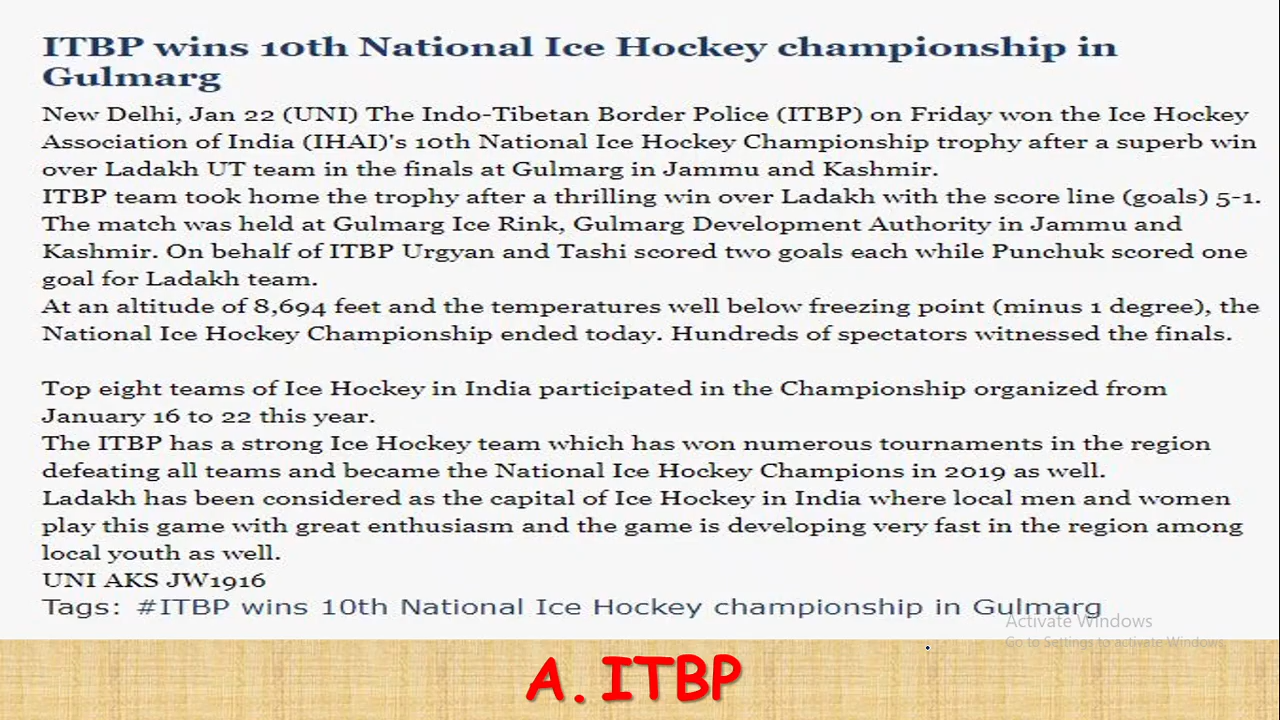 ITBP wins 10th National Ice Hockey championship in
Gulmarg
New Delhi, Jan 22 (UNI) The Indo-Tibetan Border Police (ITBP) on Friday won the Ice Hockey
Association of India (IHAI)'s 10th National Ice Hockey Championship trophy after a superb win
over Ladakh UT team in the finals at Gulmarg in Jammu and Kashmir.
ITBP team took home the trophy after a thrilling win over Ladakh with the score line (goals) 5-1.
The match was held at Gulmarg Ice Rink, Gulmarg Development Authority in Jammu and
Kashmir. On behalf of ITBP Urgyan and Tashi scored two goals each while Punchuk scored one
goal for Ladakh team.
At an altitude of 8,694 feet and the temperatures well below freezing point (minus 1 degree), the
National Ice Hockey Championship ended today. Hundreds of spectators witnessed the finals.
Top eight teams of Ice Hockey in India participated in the Championship organized from
January 16 to 22 this year.
The ITBP has a strong Ice Hockey team which has won numerous tournaments in the region
defeating all teams and became the National Ice Hockey Champions in 2019 as well.
Ladakh has been considered as the capital of Ice Hockey in India where local men and women
play this game with great enthusiasm and the game is developing very fast in the region among
local youth as well.
UNI AKS JW1916
Tags: #ITBP wins 10th National Ice Hockey championship in Gulmarg
Activate Windows
Go to Settings to activate Windows.
A. ITBP